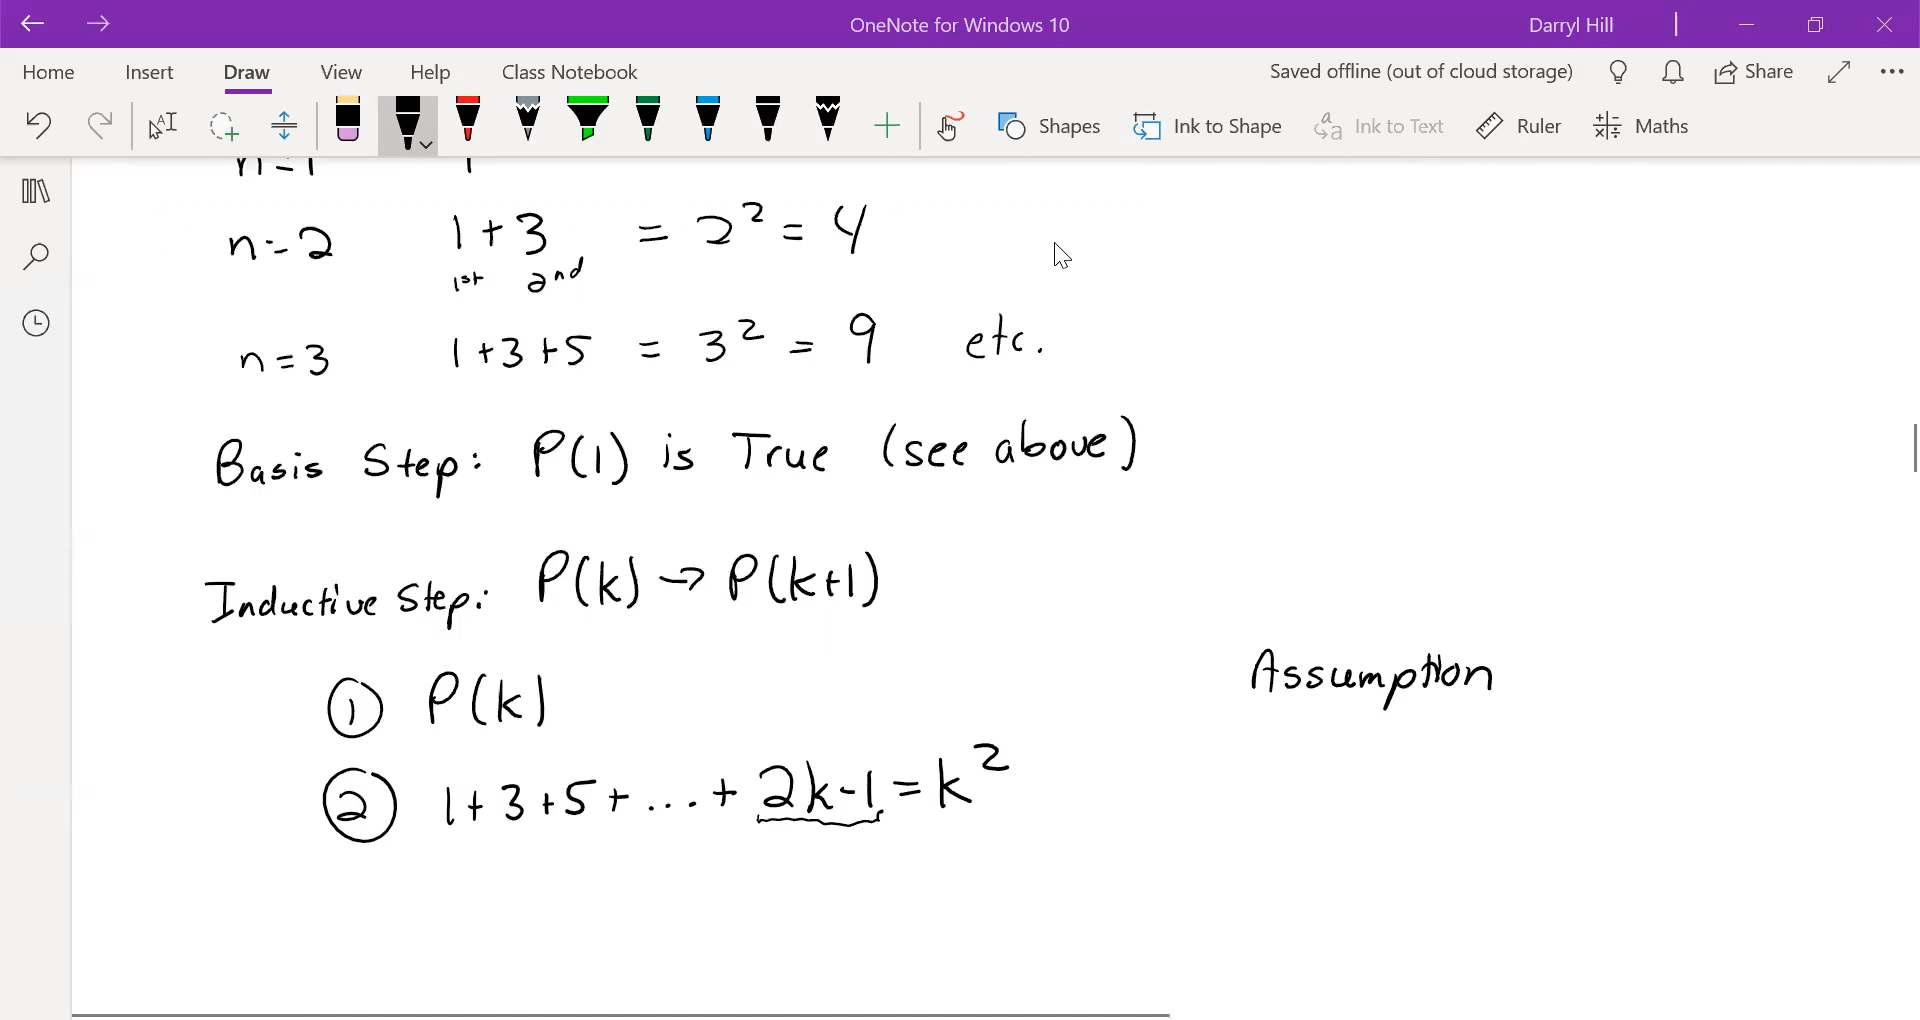 OneNote for Windows 10 Darryl Hill
Home Insert Draw View Help Class Notebook Saved offline (out of cloud storage) Share
Shapes Ink to Shape Ink to Text Ruler Maths
n=1 1
n=2 1+3 = 2² = 4
1st 2nd
n=3 1+3+5 = 3² = 9 etc.
Basis Step: P(1) is True (see above)
Inductive Step: P(k) → P(k+1)
① P(k) Assumption
② 1+3+5+...+2k-1 = k²